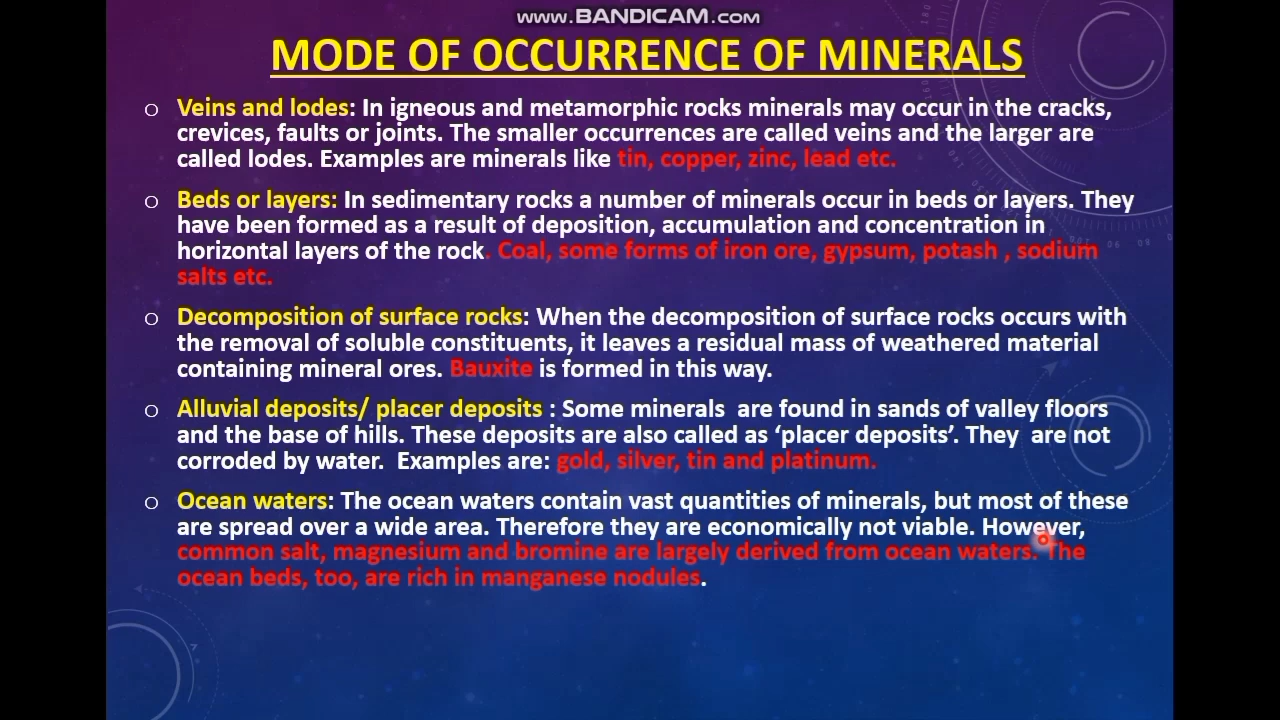 www.BANDICAM.com
MODE OF OCCURRENCE OF MINERALS
o Veins and lodes: In igneous and metamorphic rocks minerals may occur in the cracks,
crevices, faults or joints. The smaller occurrences are called veins and the larger are
called lodes. Examples are minerals like tin, copper, zinc, lead etc.
o Beds or layers: In sedimentary rocks a number of minerals occur in beds or layers. They
have been formed as a result of deposition, accumulation and concentration in
horizontal layers of the rock. Coal, some forms of iron ore, gypsum, potash , sodium
salts etc.
o Decomposition of surface rocks: When the decomposition of surface rocks occurs with
the removal of soluble constituents, it leaves a residual mass of weathered material
containing mineral ores. Bauxite is formed in this way.
o Alluvial deposits/ placer deposits : Some minerals  are found in sands of valley floors
and the base of hills. These deposits are also called as ‘placer deposits’. They  are not
corroded by water.  Examples are: gold, silver, tin and platinum.
o Ocean waters: The ocean waters contain vast quantities of minerals, but most of these
are spread over a wide area. Therefore they are economically not viable. However,
common salt, magnesium and bromine are largely derived from ocean waters. The
ocean beds, too, are rich in manganese nodules.